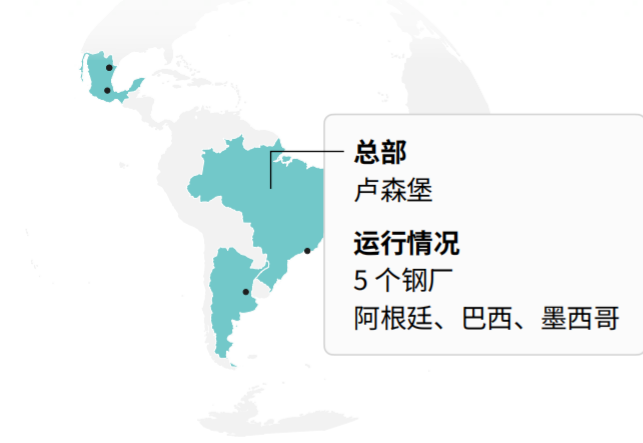 总部
卢森堡
运行情况
5 个钢厂
阿根廷、巴西、墨西哥